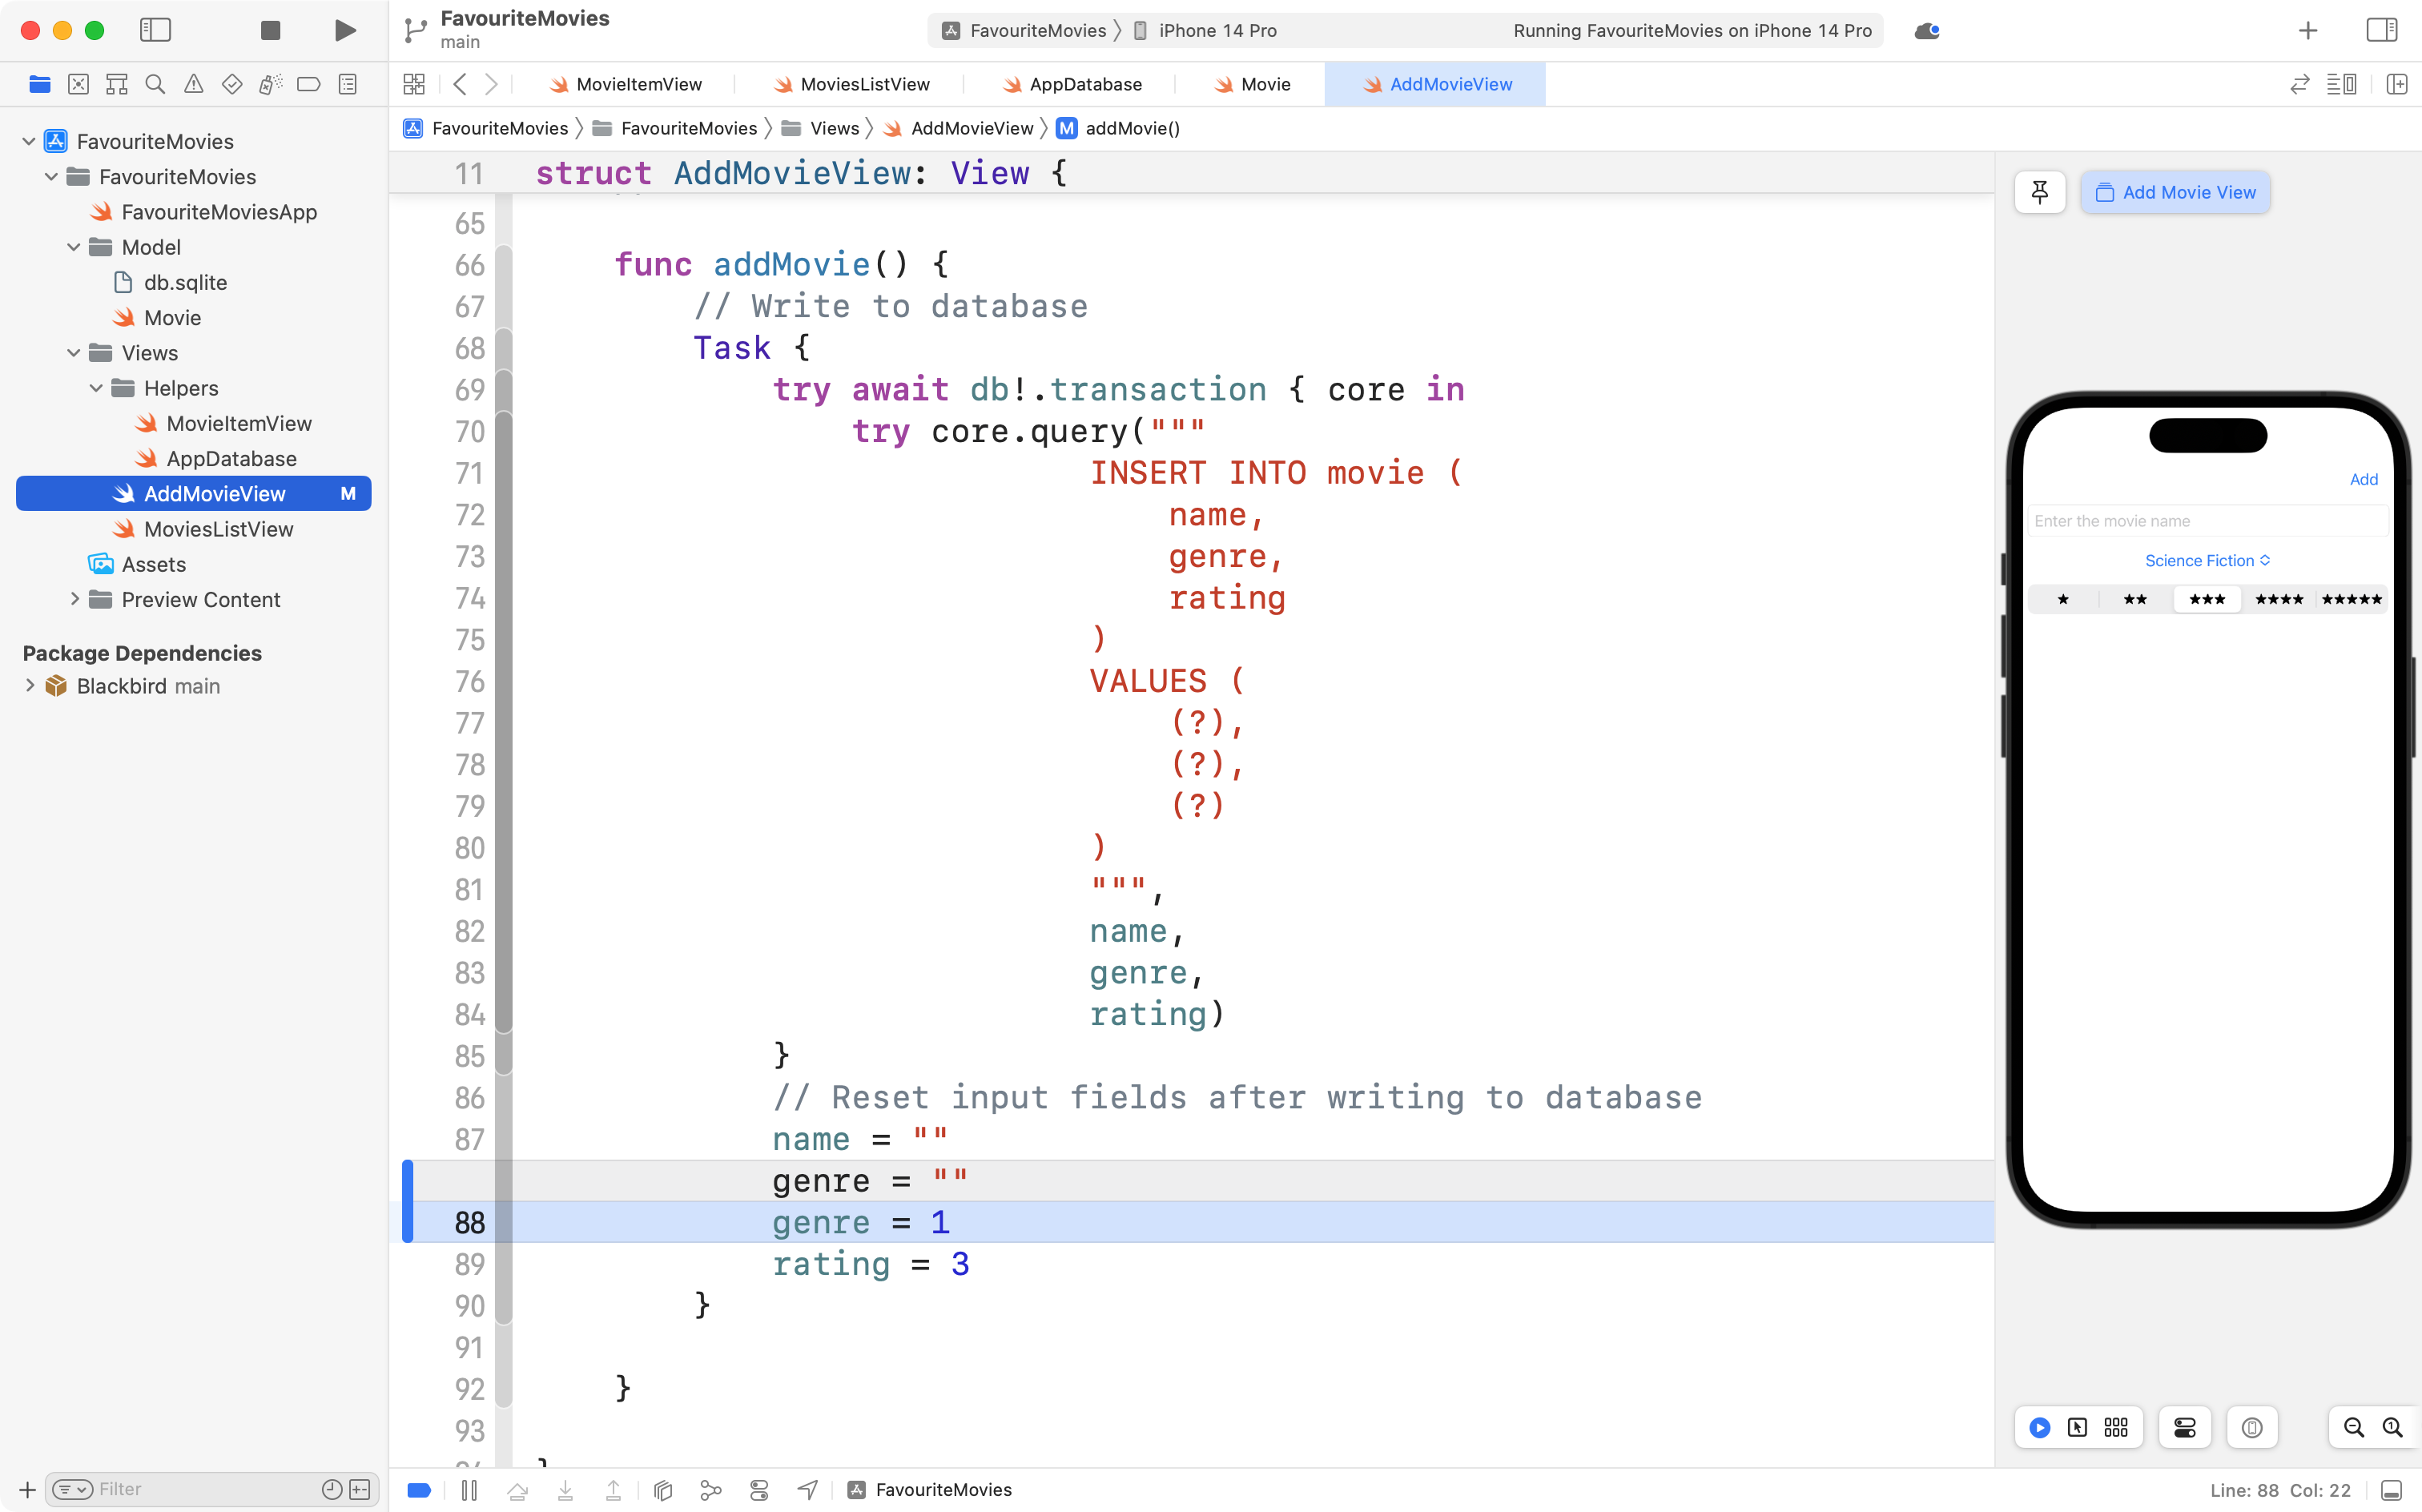 FavouriteMovies
main
FavouriteMovies
iPhone 14 Pro
Running FavouriteMovies on iPhone 14 Pro
MovieItemView
MoviesListView
AppDatabase
Movie
AddMovieView
FavouriteMovies
FavouriteMovies
Views
AddMovieView
M
addMovie()
FavouriteMovies
FavouriteMovies
FavouriteMoviesApp
Model
db.sqlite
Movie
Views
Helpers
MovieItemView
AppDatabase
AddMovieView M
MoviesListView
Assets
Preview Content
Package Dependencies
Blackbird main
Filter
11 struct AddMovieView: View {
65
66 func addMovie() {
67 // Write to database
68 Task {
69 try await db!.transaction { core in
70 try core.query("""
71 INSERT INTO movie (
72 name,
73 genre,
74 rating
75 )
76 VALUES (
77 (?),
78 (?),
79 (?)
80 )
81 """,
82 name,
83 genre,
84 rating)
85 }
86 // Reset input fields after writing to database
87 name = ""
genre = ""
88 genre = 1
89 rating = 3
90 }
91
92 }
93
Add Movie View
Add
Enter the movie name
Science Fiction
★ ★★ ★★★ ★★★★ ★★★★★
FavouriteMovies
Line: 88 Col: 22